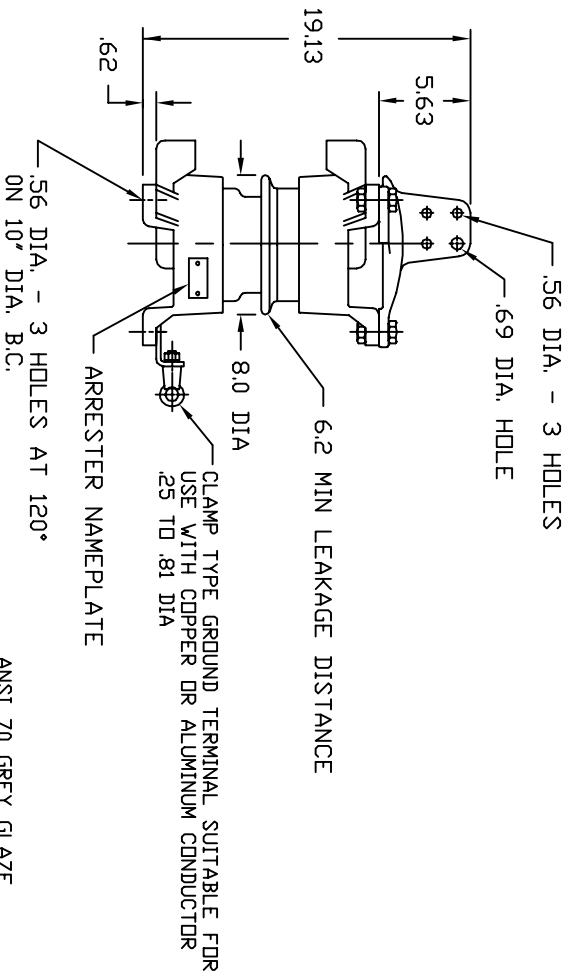 .56 DIA. - 3 HOLES
.69 DIA. HOLE
5.63
19.13
6.2 MIN LEAKAGE DISTANCE
8.0 DIA
CLAMP TYPE GROUND TERMINAL SUITABLE FOR
USE WITH COPPER OR ALUMINUM CONDUCTOR
.25 TO .81 DIA
.62
ARRESTER NAMEPLATE
.56 DIA. - 3 HOLES AT 120°
ON 10" DIA. B.C.
ANSI 70 GREY GLAZE